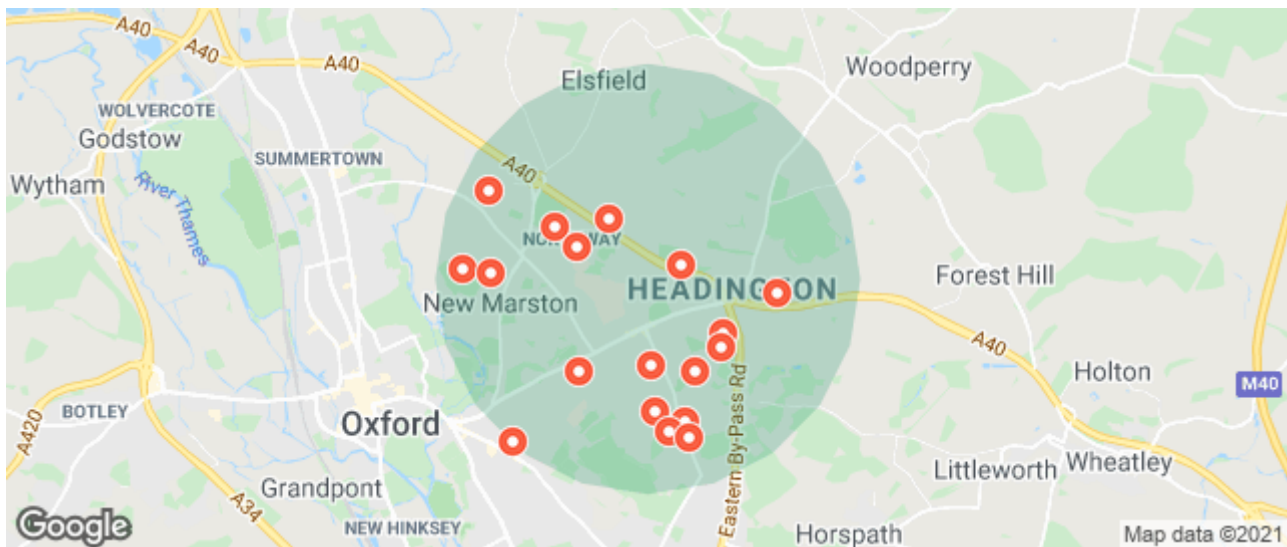 A40
A40
A40
Elsfield
Woodperry
WOLVERCOTE
Godstow
SUMMERTOWN
A40
Wytham
River Thames
NORTHWAY
Forest Hill
HEADINGTON
New Marston
A40
Holton
M40
BOTLEY
Oxford
A420
Eastern By-Pass Rd
Littleworth
Wheatley
Grandpont
A34
NEW HINKSEY
Horspath
Google
Map data ©2021